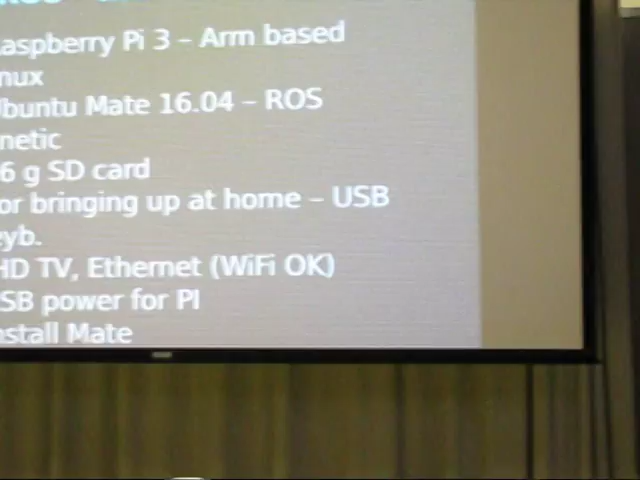 aspberry Pi 3 – Arm based
nux
buntu Mate 16.04 – ROS
netic
6 g SD card
or bringing up at home – USB
eyb.
HD TV, Ethernet (WiFi OK)
SB power for PI
nstall Mate